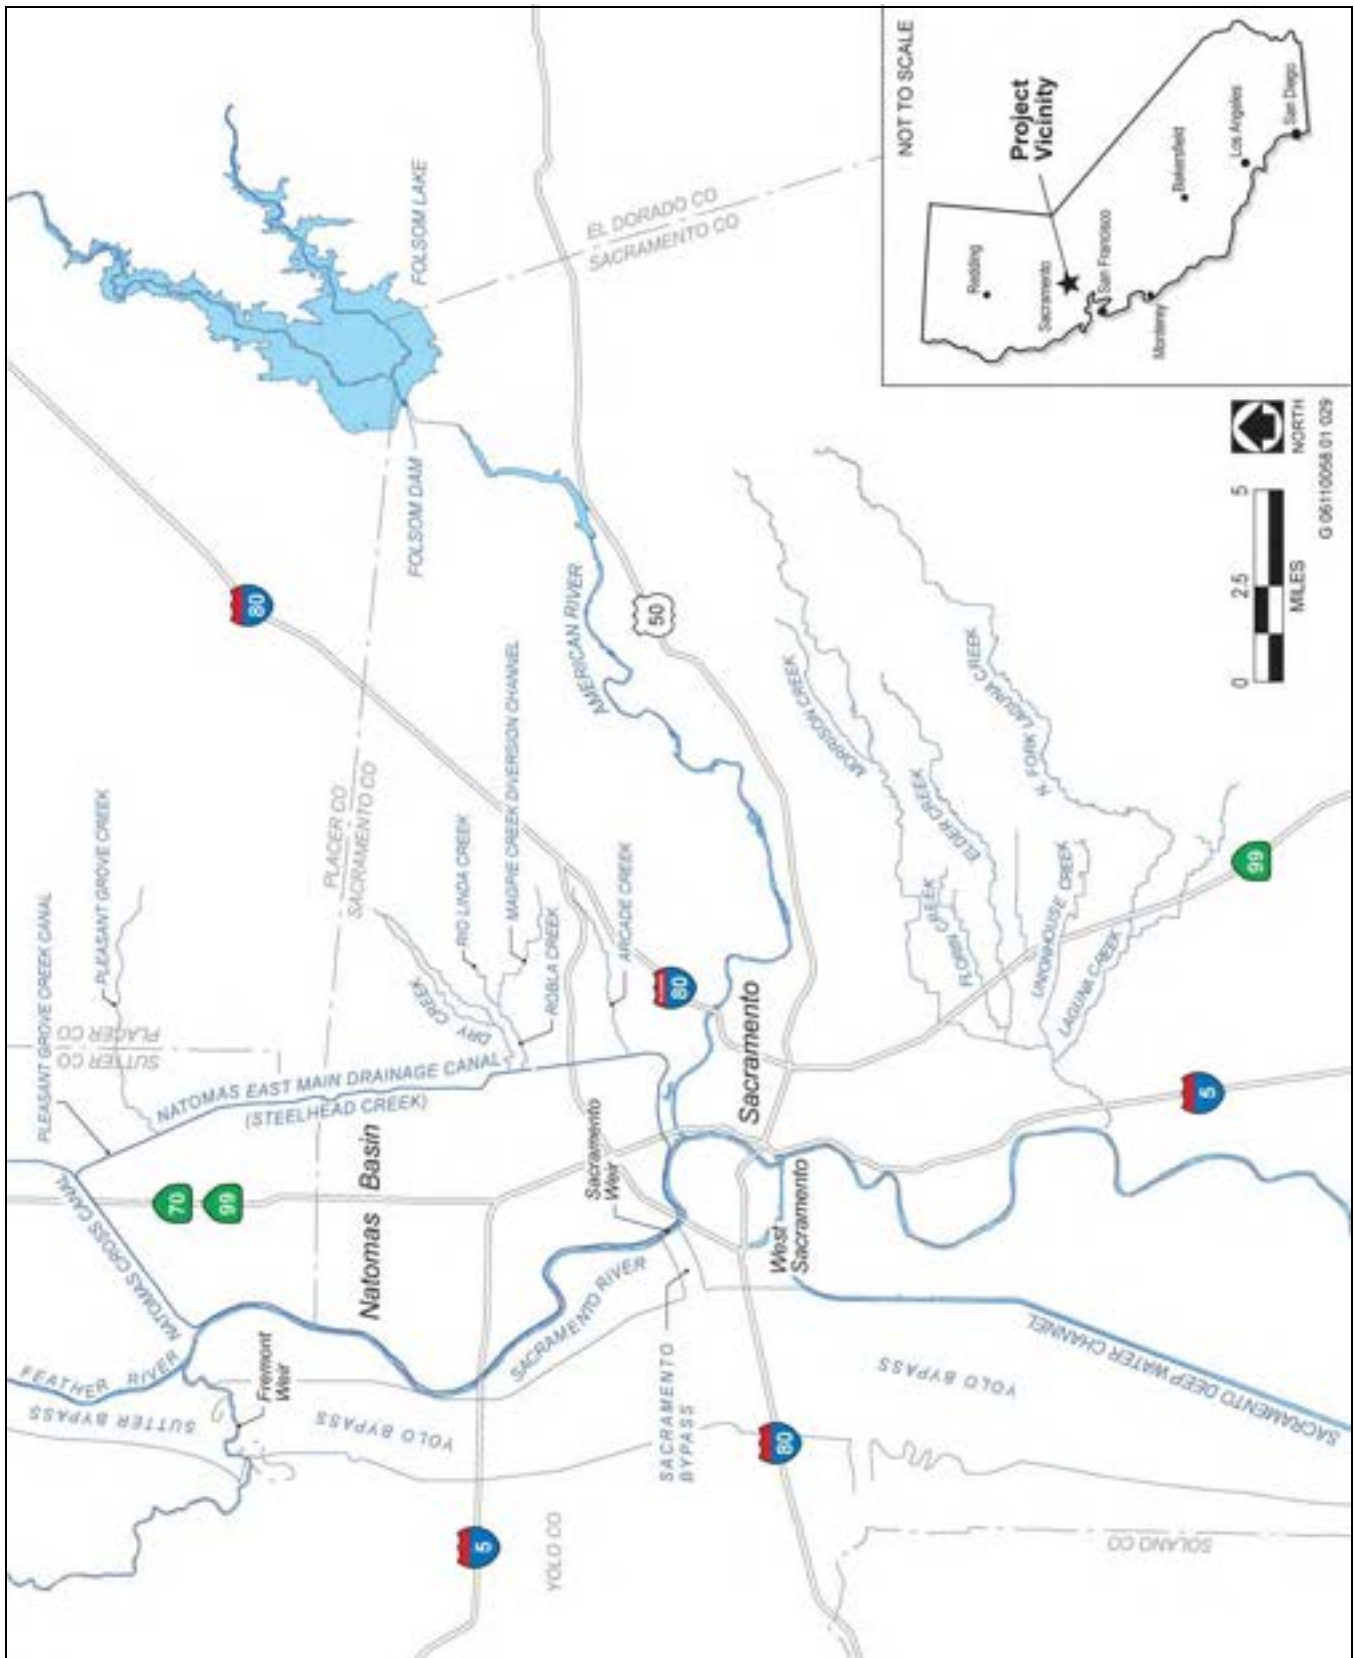 FOLSOM LAKE
EL DORADO CO
SACRAMENTO CO
NOT TO SCALE
Project
Vicinity
Redding
Sacramento
San Francisco
Monterey
Bakersfield
Los Angeles
San Diego
80
FOLSOM DAM
AMERICAN RIVER
50
PLACER CO
SACRAMENTO CO
PLEASANT GROVE CREEK CANAL
PLEASANT GROVE CREEK
RIO LINDA CREEK
MAGPIE CREEK DIVERSION CHANNEL
ROBLA CREEK
DRY CREEK
ARCADE CREEK
80
MORRISON CREEK
ELDER CREEK
FLORIN CREEK
N. FORK LAGUNA CREEK
UNIONHOUSE CREEK
LAGUNA CREEK
99
SUTTER CO
PLACER CO
NATOMAS EAST MAIN DRAINAGE CANAL
(STEELHEAD CREEK)
Sacramento
5
NATOMAS CROSS CANAL
70
99
Natomas Basin
Sacramento
Weir
West
Sacramento
SACRAMENTO RIVER
FEATHER RIVER
SUTTER BYPASS
Fremont
Weir
YOLO BYPASS
SACRAMENTO
BYPASS
YOLO BYPASS
SACRAMENTO DEEP WATER CHANNEL
80
5
YOLO CO
SOLANO CO
0
2.5
5
MILES
NORTH
G 06110058.01 029